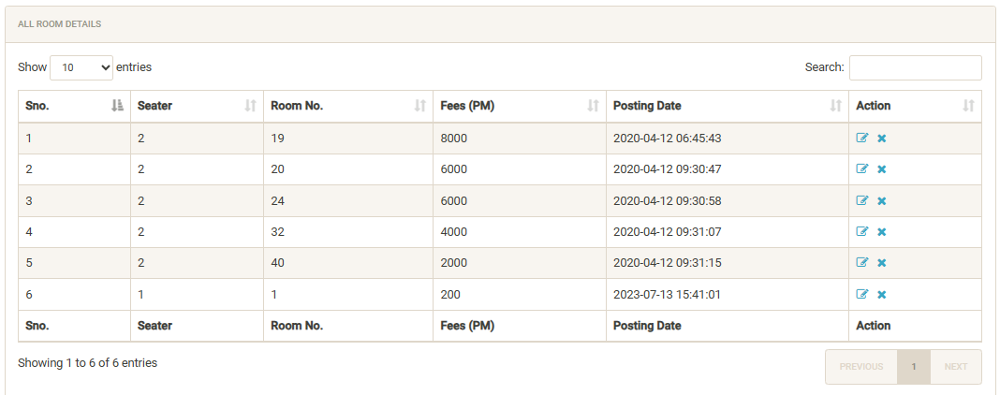 ALL ROOM DETAILS
Show 10 entries Search:
Sno. Seater Room No. Fees (PM) Posting Date Action
1 2 19 8000 2020-04-12 06:45:43
2 2 20 6000 2020-04-12 09:30:47
3 2 24 6000 2020-04-12 09:30:58
4 2 32 4000 2020-04-12 09:31:07
5 2 40 2000 2020-04-12 09:31:15
6 1 1 200 2023-07-13 15:41:01
Sno. Seater Room No. Fees (PM) Posting Date Action
Showing 1 to 6 of 6 entries PREVIOUS 1 NEXT